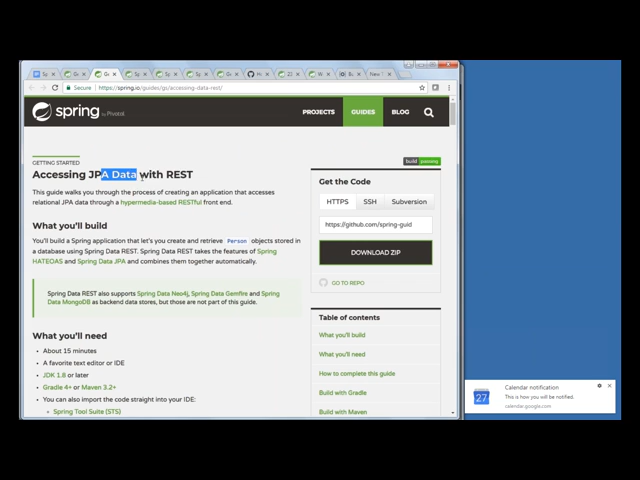 Secure
https://spring.io/guides/gs/accessing-data-rest/
spring by Pivotal
PROJECTS
GUIDES
BLOG
GETTING STARTED
build passing
Accessing JPA Data with REST
This guide walks you through the process of creating an application that accesses
relational JPA data through a hypermedia-based RESTful front end.
What you'll build
You'll build a Spring application that let's you create and retrieve Person objects stored in
a database using Spring Data REST. Spring Data REST takes the features of Spring
HATEOAS and Spring Data JPA and combines them together automatically.
Spring Data REST also supports Spring Data Neo4j, Spring Data Gemfire and Spring
Data MongoDB as backend data stores, but those are not part of this guide.
What you'll need
About 15 minutes
A favorite text editor or IDE
JDK 1.8 or later
Gradle 4+ or Maven 3.2+
You can also import the code straight into your IDE:
Spring Tool Suite (STS)
Get the Code
HTTPS
SSH
Subversion
https://github.com/spring-guid
DOWNLOAD ZIP
GO TO REPO
Table of contents
What you'll build
What you'll need
How to complete this guide
Build with Gradle
Build with Maven
27
Calendar notification
This is how you will be notified.
calendar.google.com